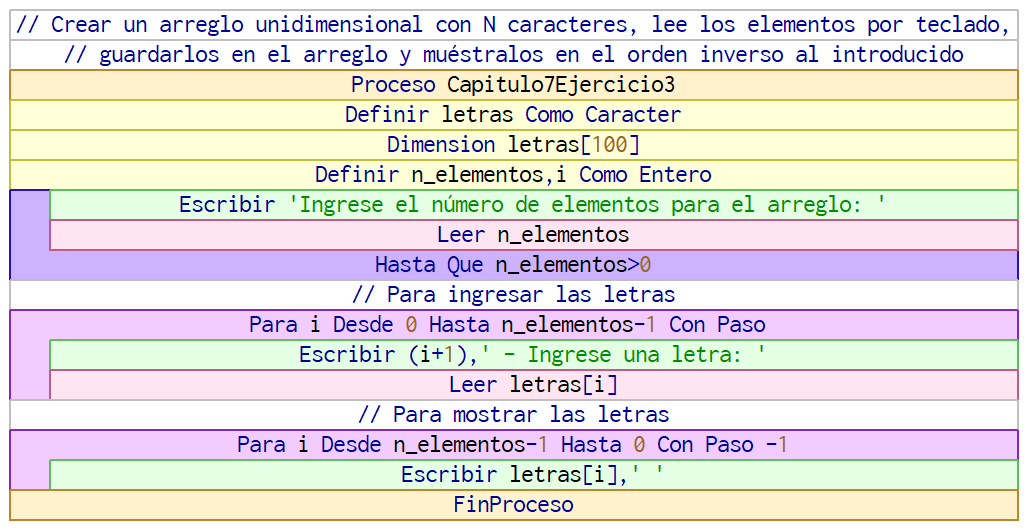 // Crear un arreglo unidimensional con N caracteres, lee los elementos por teclado,
// guardarlos en el arreglo y muéstralos en el orden inverso al introducido
Proceso Capitulo7Ejercicio3
Definir letras Como Caracter
Dimension letras[100]
Definir n_elementos,i Como Entero
Escribir 'Ingrese el número de elementos para el arreglo: '
Leer n_elementos
Hasta Que n_elementos>0
// Para ingresar las letras
Para i Desde 0 Hasta n_elementos-1 Con Paso
Escribir (i+1),' - Ingrese una letra: '
Leer letras[i]
// Para mostrar las letras
Para i Desde n_elementos-1 Hasta 0 Con Paso -1
Escribir letras[i],' '
FinProceso